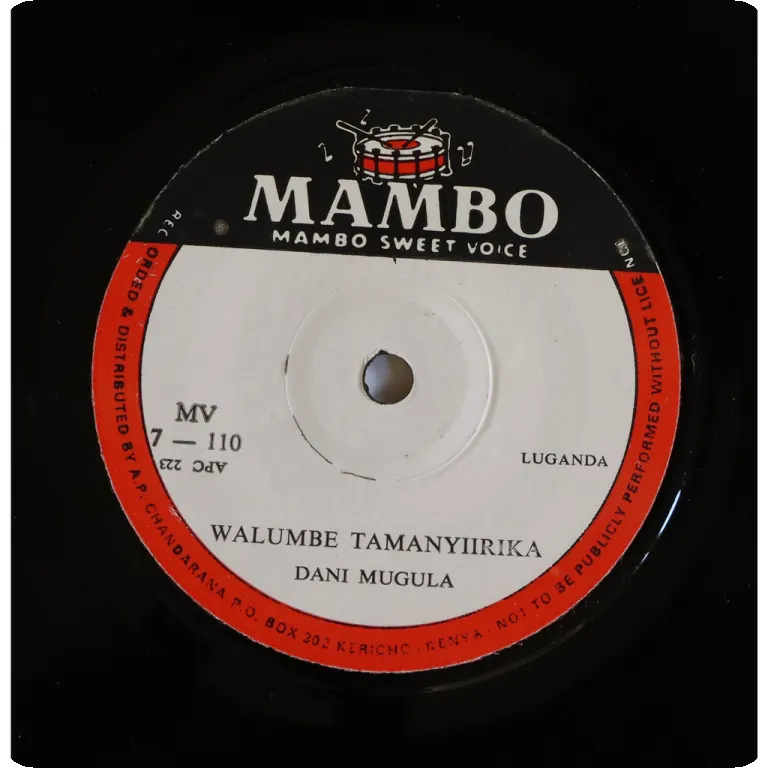 MAMBO
MAMBO SWEET VOICE
MV
7 — 110
APC 223
LUGANDA
WALUMBE TAMANYIIRIKA
DANI MUGULA
RECORDED & DISTRIBUTED BY A.P. CHANDARANA P.O. BOX 302 KERICHO - KENYA - NOT TO BE PUBLICLY PERFORMED WITHOUT LICE